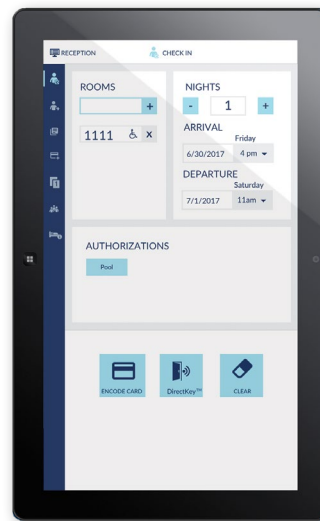 RECEPTION
CHECK IN
ROOMS
+
1111 X
NIGHTS
- 1 +
ARRIVAL
Friday
6/30/2017 4 pm
DEPARTURE
Saturday
7/1/2017 11am
AUTHORIZATIONS
Pool
ENCODE CARD
DirectKey™
CLEAR